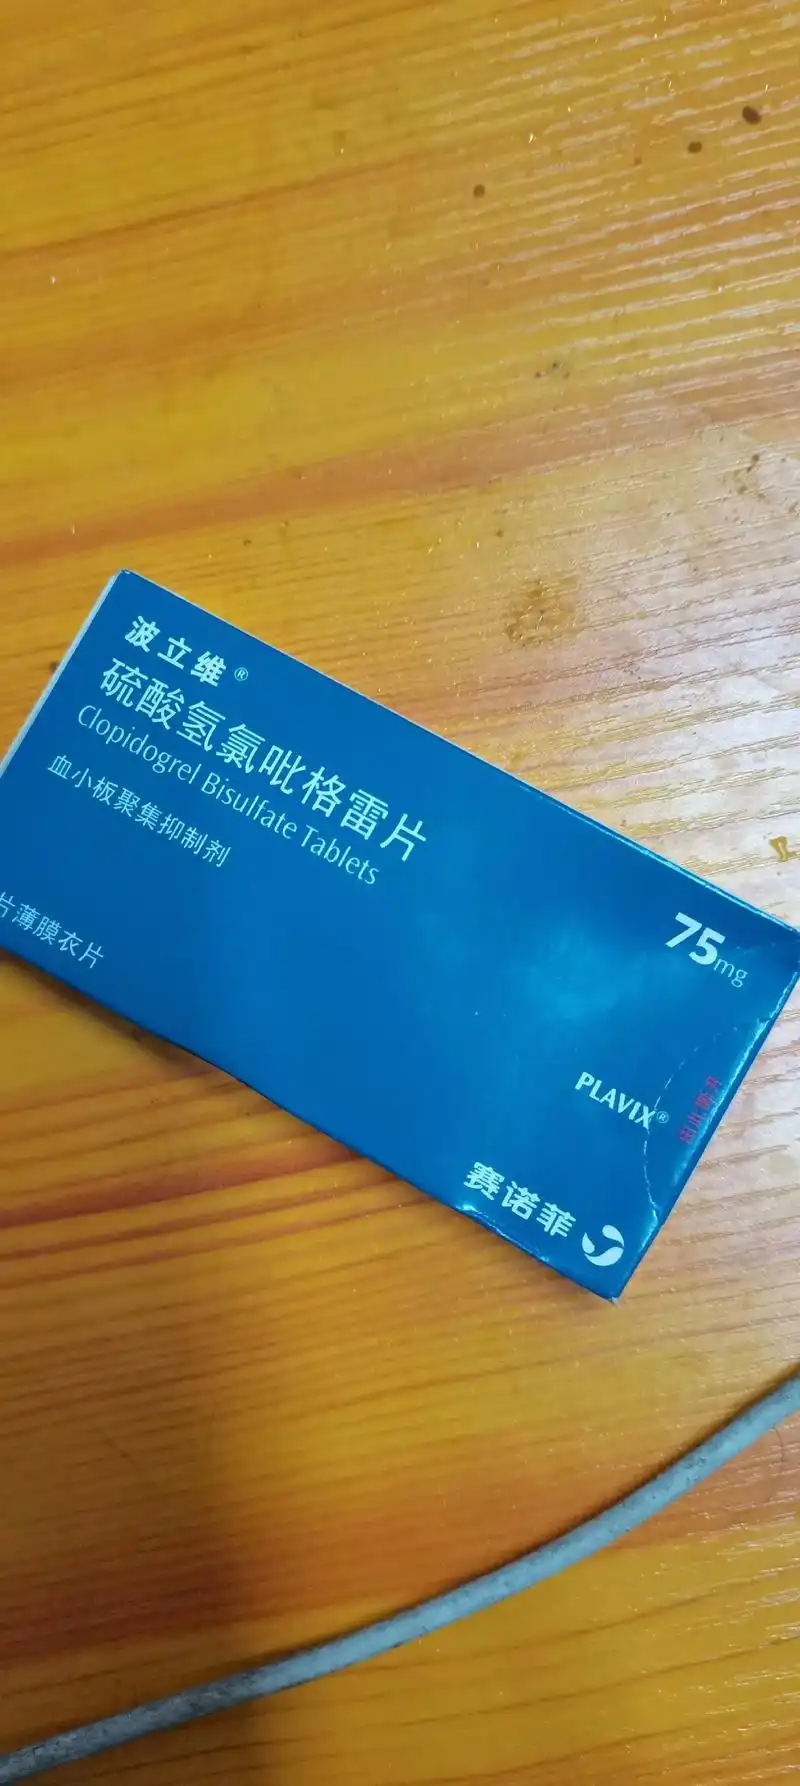 波立维®
硫酸氢氯吡格雷片
Clopidogrel Bisulfate Tablets
血小板聚集抑制剂
片薄膜衣片
75mg
PLAVIX®
赛诺菲